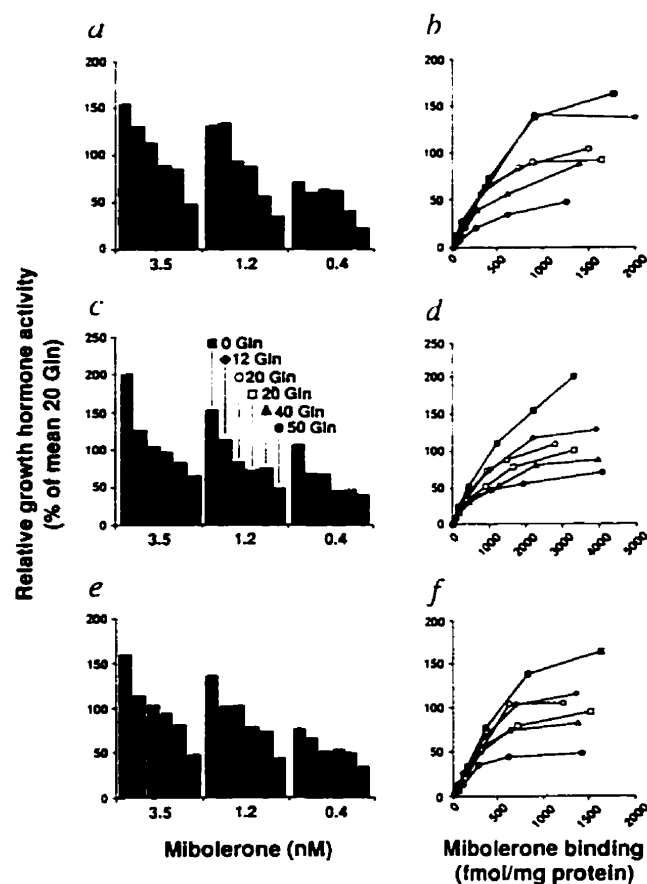 a
b
Relative growth hormone activity
(% of mean 20 Gln)
200
150
100
50
0
3.5 1.2 0.4
200
150
100
50
0
0 500 1000 1500 2000
c
d
250
200
150
100
50
0
0 Gln
12 Gln
20 Gln
20 Gln
40 Gln
50 Gln
3.5 1.2 0.4
250
200
150
100
50
0
0 1000 2000 3000 4000 5000
e
f
200
150
100
50
0
3.5 1.2 0.4
Mibolerone (nM)
200
150
100
50
0
0 500 1000 1500 2000
Mibolerone binding
(fmol/mg protein)